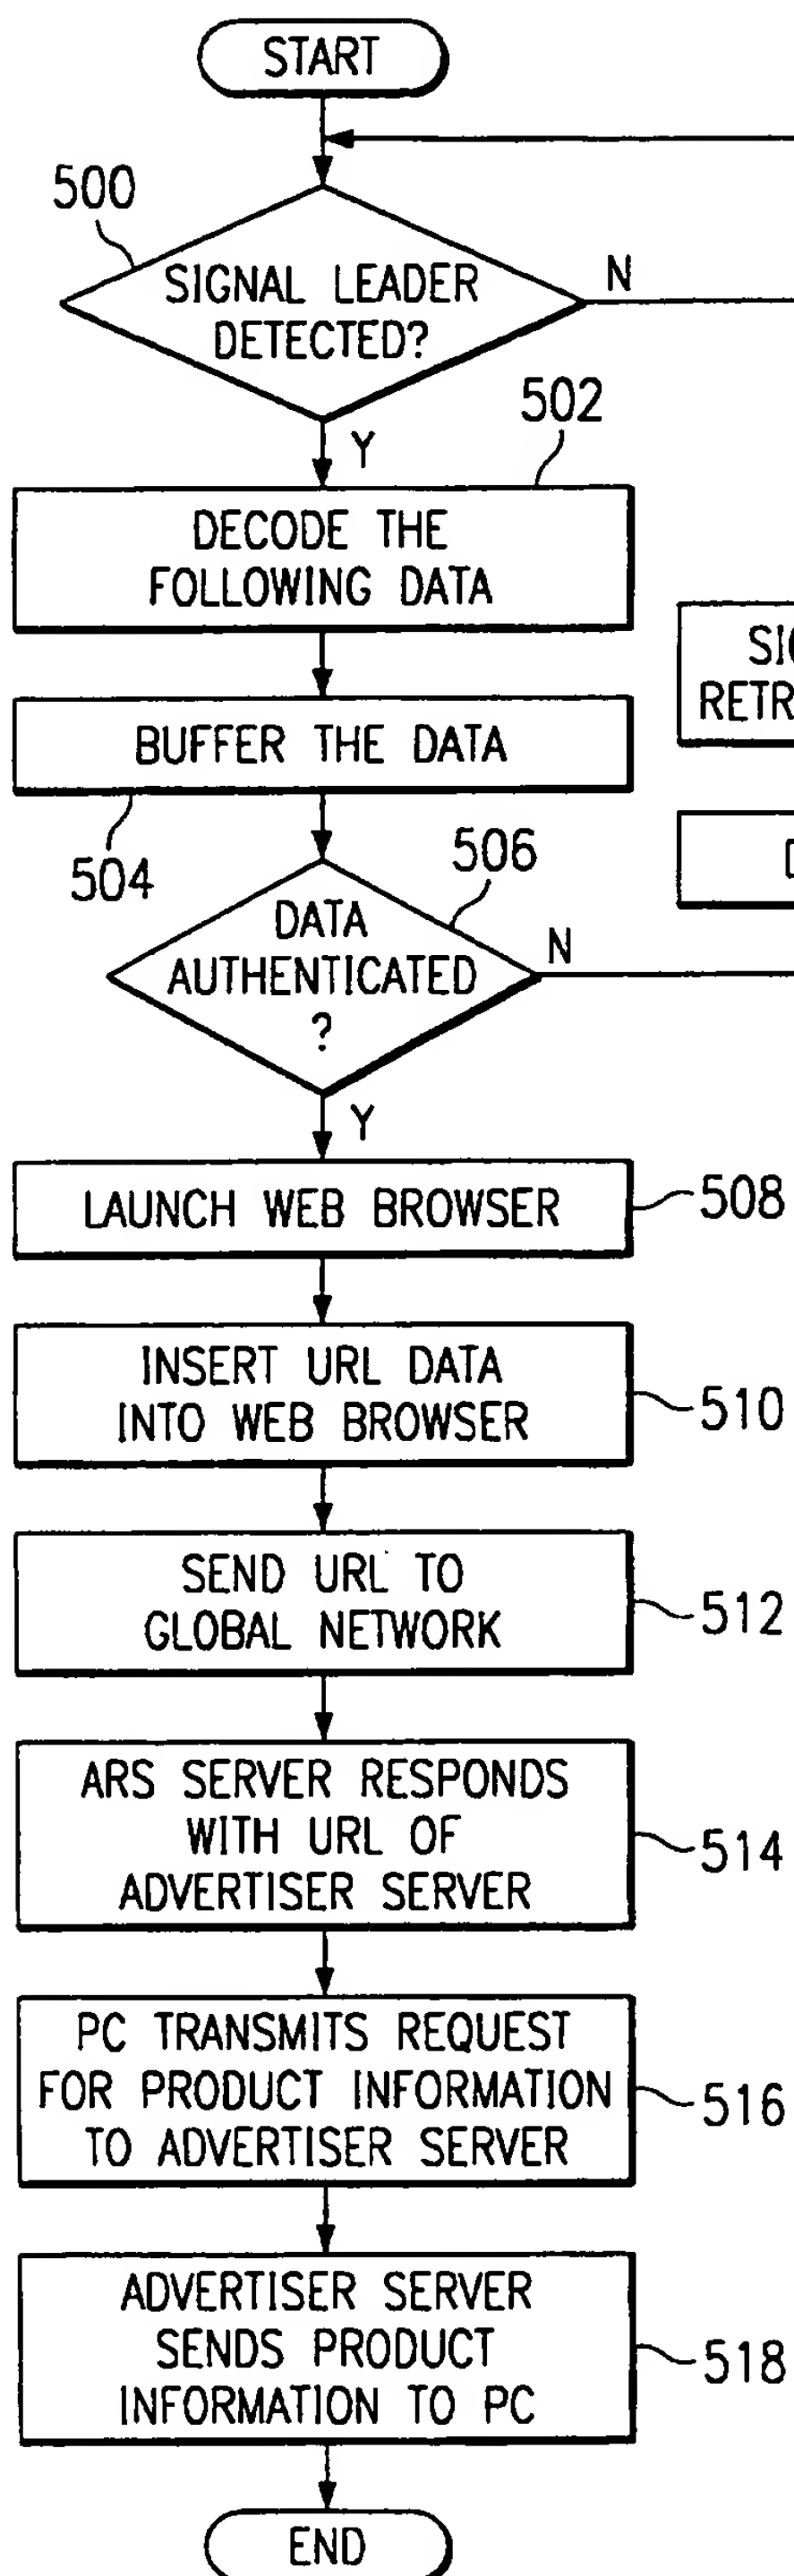 START
500
SIGNAL LEADER
DETECTED?
N
502
Y
DECODE THE
FOLLOWING DATA
BUFFER THE DATA
504
506
DATA
AUTHENTICATED
?
N
Y
LAUNCH WEB BROWSER
508
INSERT URL DATA
INTO WEB BROWSER
510
SEND URL TO
GLOBAL NETWORK
512
ARS SERVER RESPONDS
WITH URL OF
ADVERTISER SERVER
514
PC TRANSMITS REQUEST
FOR PRODUCT INFORMATION
TO ADVERTISER SERVER
516
ADVERTISER SERVER
SENDS PRODUCT
INFORMATION TO PC
518
END